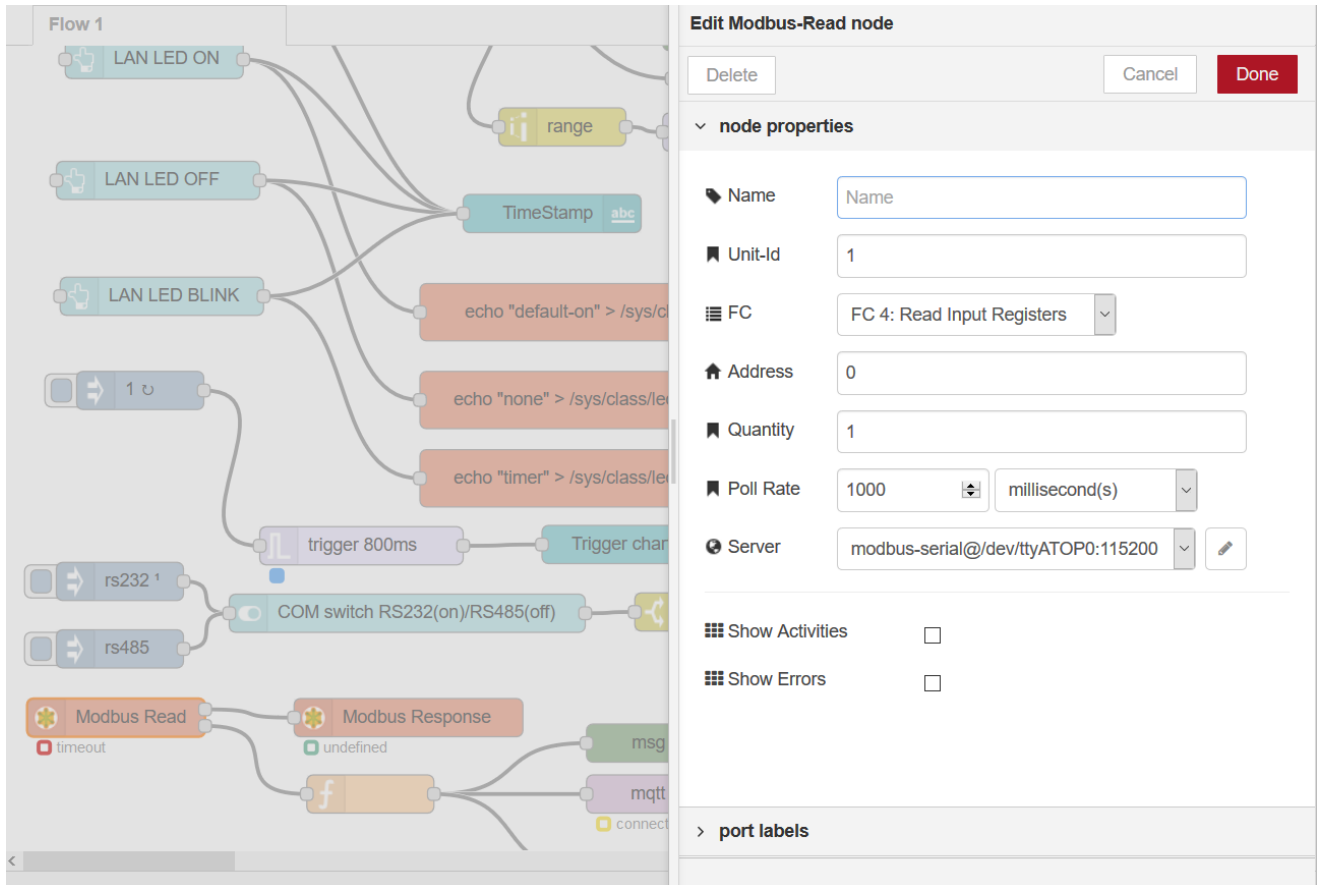 Flow 1
LAN LED ON
range
LAN LED OFF
TimeStamp
abc
LAN LED BLINK
echo "default-on" > /sys/cl
1 ↻
echo "none" > /sys/class/le
echo "timer" > /sys/class/le
trigger 800ms
Trigger char
rs232 ¹
COM switch RS232(on)/RS485(off)
rs485
Modbus Read
Modbus Response
timeout
undefined
msg
f
mqtt
connect
Edit Modbus-Read node
Delete
Cancel
Done
node properties
Name
Name
Unit-Id
1
FC
FC 4: Read Input Registers
Address
0
Quantity
1
Poll Rate
1000
millisecond(s)
Server
modbus-serial@/dev/ttyATOP0:115200
Show Activities
Show Errors
port labels